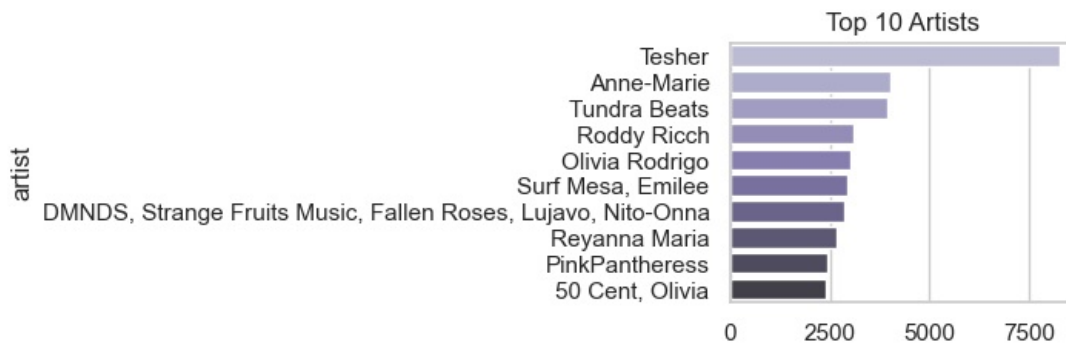 Top 10 Artists
artist
Tesher
Anne-Marie
Tundra Beats
Roddy Ricch
Olivia Rodrigo
Surf Mesa, Emilee
DMNDS, Strange Fruits Music, Fallen Roses, Lujavo, Nito-Onna
Reyanna Maria
PinkPantheress
50 Cent, Olivia
0 2500 5000 7500